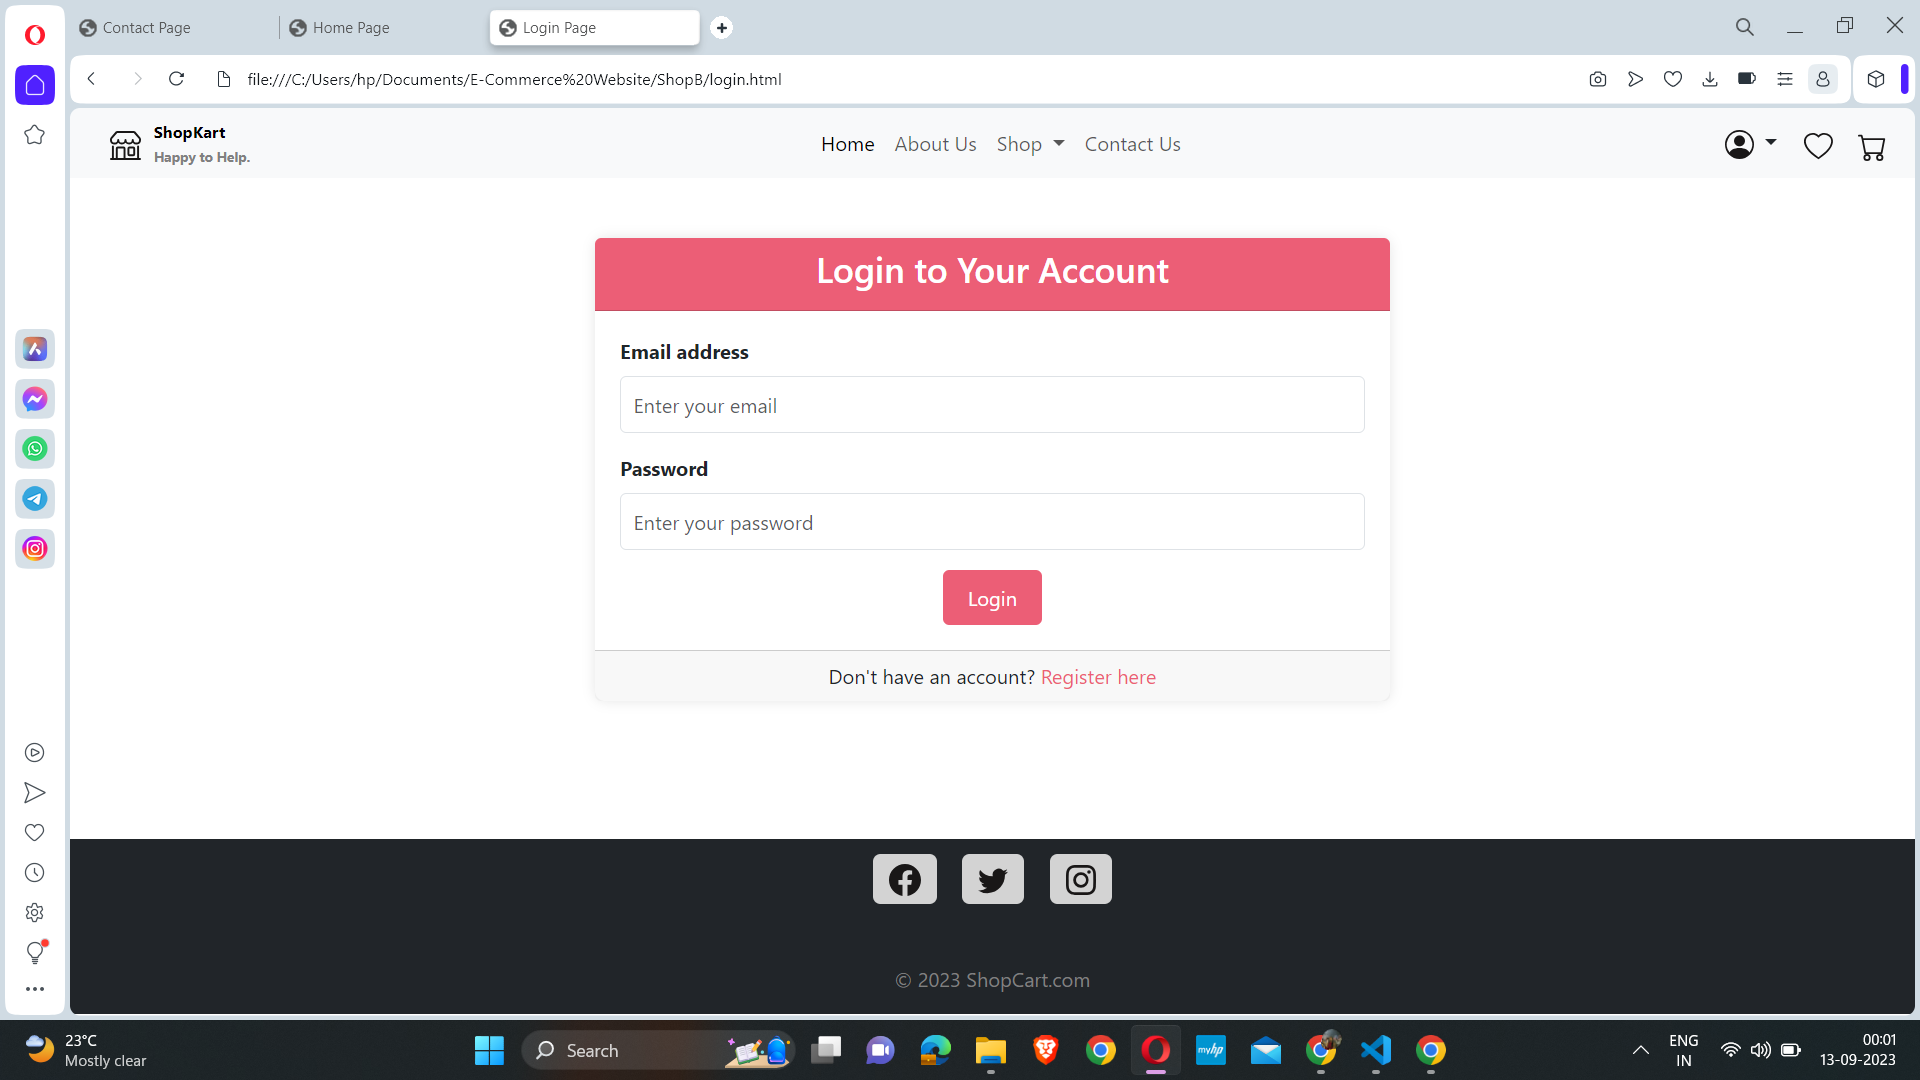 Contact Page
Home Page
Login Page
file:///C:/Users/hp/Documents/E-Commerce%20Website/ShopB/login.html
ShopKart
Happy to Help.
Home
About Us
Shop
Contact Us
Login to Your Account
Email address
Enter your email
Password
Enter your password
Login
Don't have an account? Register here
© 2023 ShopCart.com
23°C
Mostly clear
Search
myhp
ENG
IN
00:01
13-09-2023